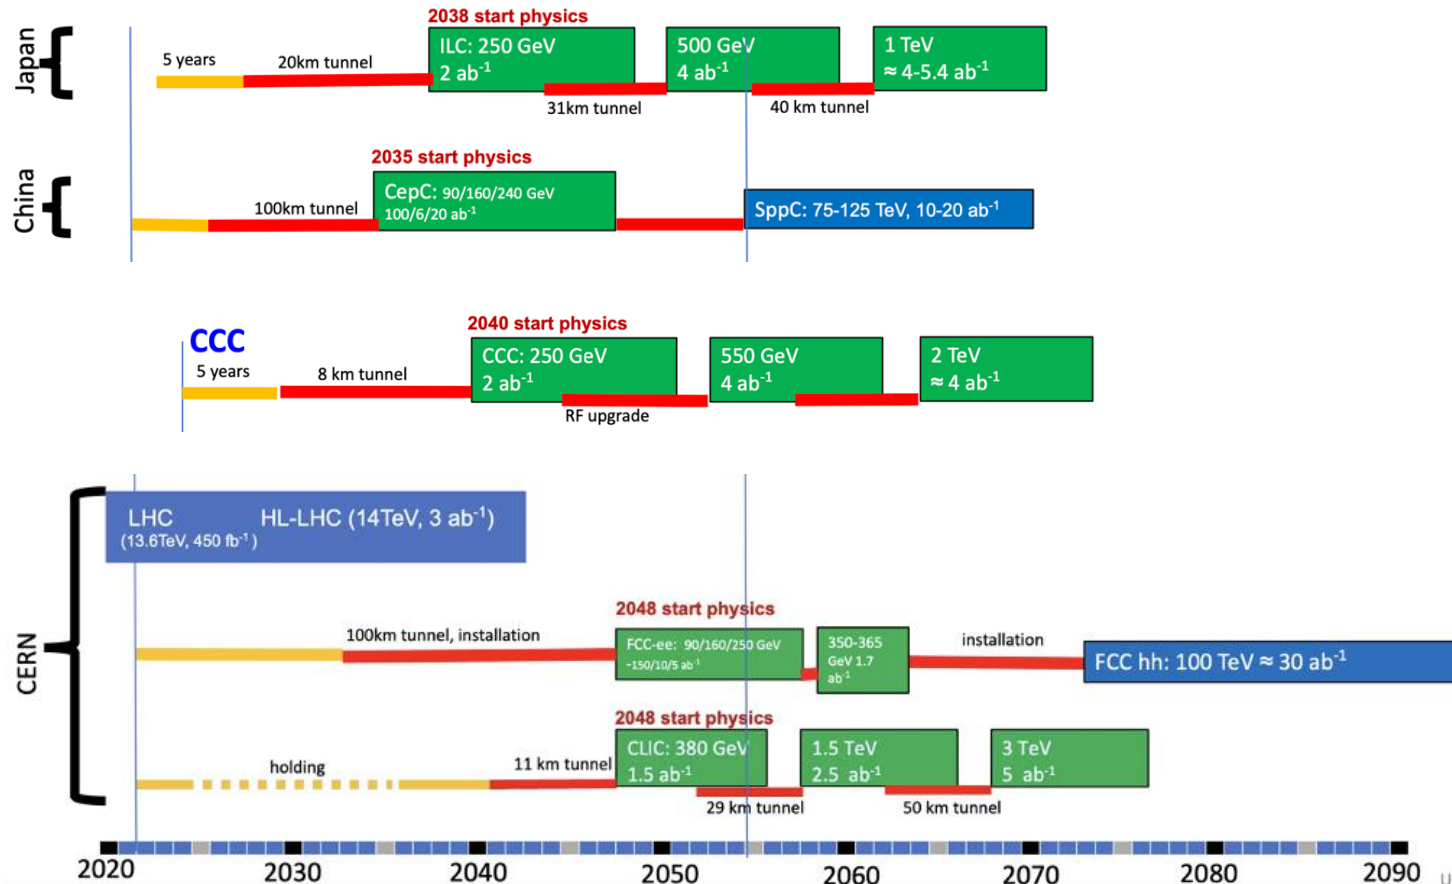 Japan
2038 start physics
5 years
20km tunnel
ILC: 250 GeV
2 ab⁻¹
31km tunnel
500 GeV
4 ab⁻¹
40 km tunnel
1 TeV
≈ 4-5.4 ab⁻¹
China
2035 start physics
100km tunnel
CepC: 90/160/240 GeV
100/6/20 ab⁻¹
SppC: 75-125 TeV, 10-20 ab⁻¹
CCC
2040 start physics
5 years
8 km tunnel
CCC: 250 GeV
2 ab⁻¹
RF upgrade
550 GeV
4 ab⁻¹
2 TeV
≈ 4 ab⁻¹
CERN
LHC
(13.6TeV, 450 fb⁻¹ )
HL-LHC (14TeV, 3 ab⁻¹)
2048 start physics
100km tunnel, installation
FCC-ee: 90/160/250 GeV
~150/10/5 ab⁻¹
350-365
GeV 1.7
ab⁻¹
installation
FCC hh: 100 TeV ≈ 30 ab⁻¹
2048 start physics
holding
11 km tunnel
CLIC: 380 GeV
1.5 ab⁻¹
29 km tunnel
1.5 TeV
2.5 ab⁻¹
50 km tunnel
3 TeV
5 ab⁻¹
2020 2030 2040 2050 2060 2070 2080 2090